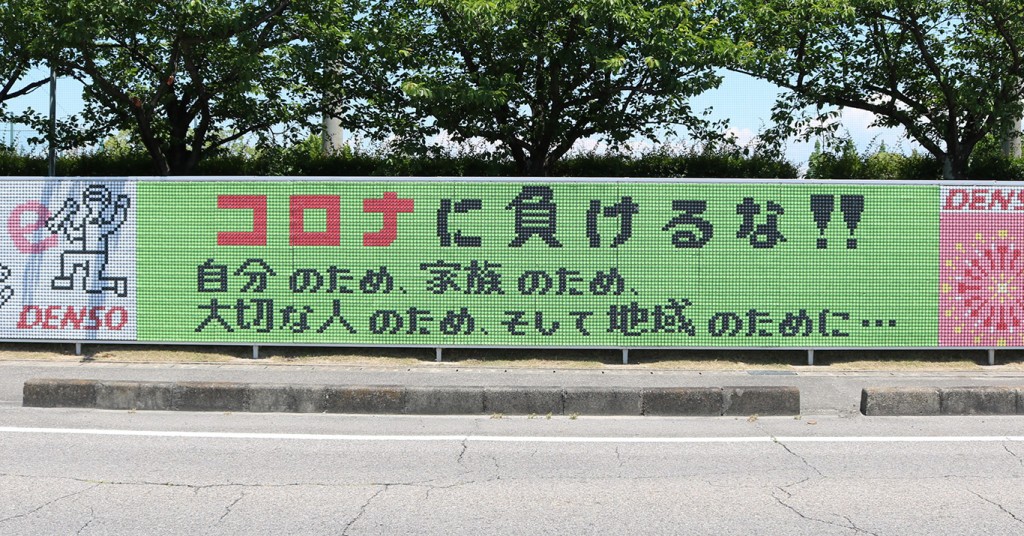 コロナに負けるな!!
自分のため、家族のため、
大切な人のため、そして地域のために…
e
DENSO
DENSO